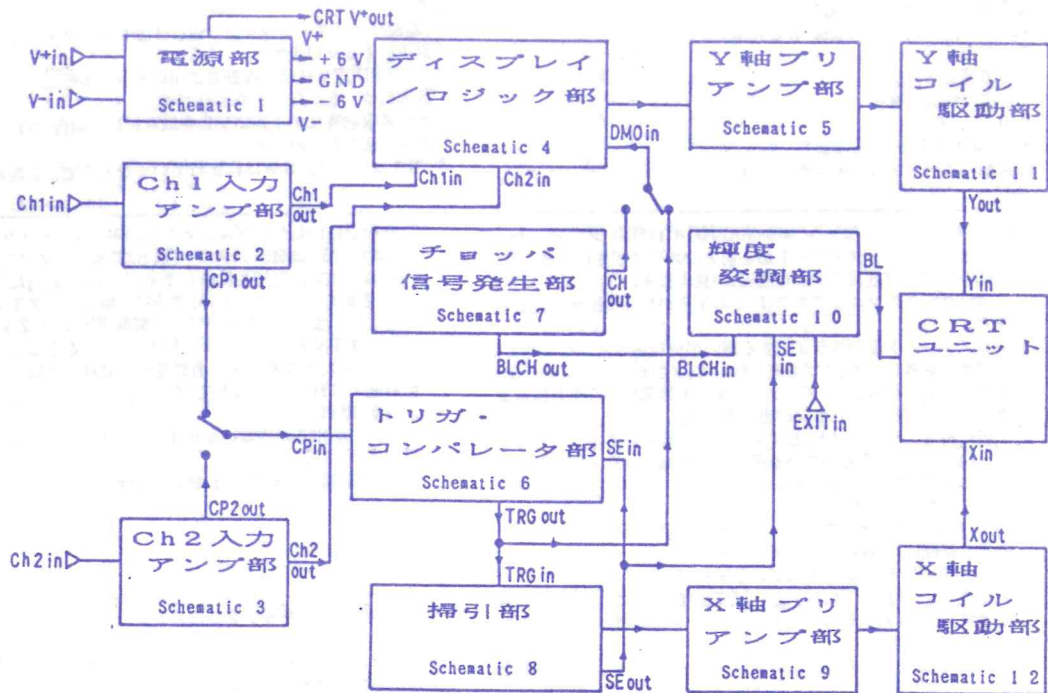 CRT V+out
V+in
V-in
電源部
Schematic 1
V+
+6V
GND
-6V
V-
ディスプレイ
/ロジック部
Schematic 4
DMOin
Ch1in
Ch2in
Y軸プリ
アンプ部
Schematic 5
Y軸
コイル
駆動部
Schematic 11
Yout
Ch1in
Ch1入力
アンプ部
Schematic 2
Ch1
out
CP1out
チョッパ
信号発生部
Schematic 7
CH
out
BLCHout
輝度
変調部
Schematic 10
BL
BLCHin
SE
in
EXITin
Yin
CRT
ユニット
Xin
CPin
トリガ・
コンパレータ部
Schematic 6
SEin
TRGout
CP2out
Ch2in
Ch2入力
アンプ部
Schematic 3
Ch2
out
TRGin
掃引部
Schematic 8
SEout
X軸プリ
アンプ部
Schematic 9
Xout
X軸
コイル
駆動部
Schematic 12